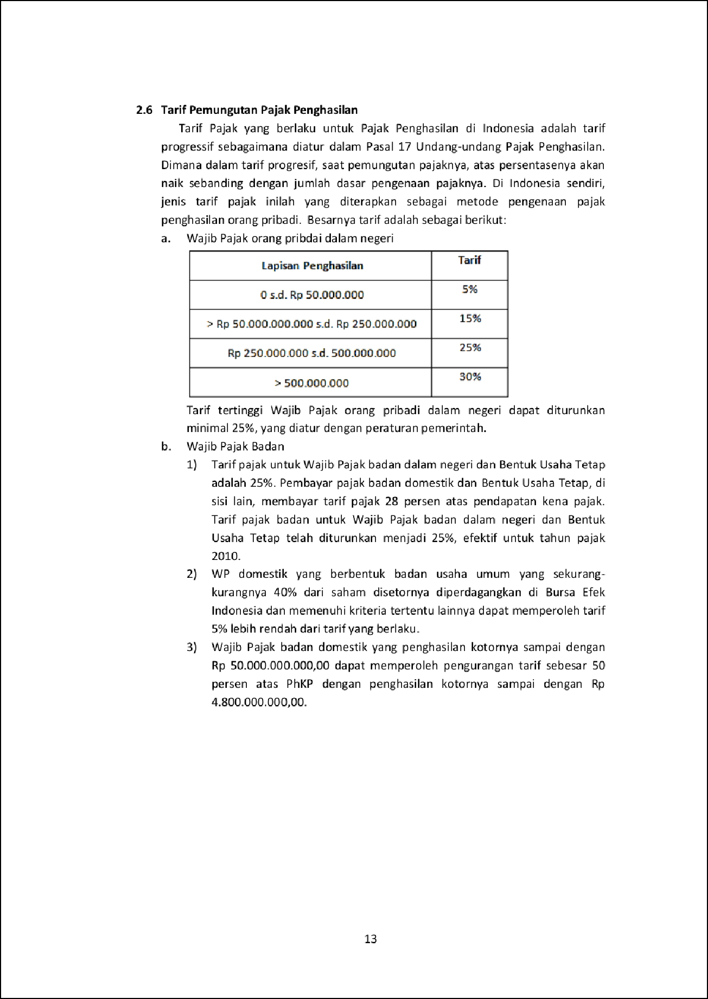 2.6 Tarif Pemungutan Pajak Penghasilan
Tarif Pajak yang berlaku untuk Pajak Penghasilan di Indonesia adalah tarif
progressif sebagaimana diatur dalam Pasal 17 Undang-undang Pajak Penghasilan.
Dimana dalam tarif progresif, saat pemungutan pajaknya, atas persentasenya akan
naik sebanding dengan jumlah dasar pengenaan pajaknya. Di Indonesia sendiri,
jenis tarif pajak inilah yang diterapkan sebagai metode pengenaan pajak
penghasilan orang pribadi. Besarnya tarif adalah sebagai berikut:
a. Wajib Pajak orang pribdai dalam negeri
Lapisan Penghasilan Tarif
0 s.d. Rp 50.000.000 5%
> Rp 50.000.000.000 s.d. Rp 250.000.000 15%
Rp 250.000.000 s.d. 500.000.000 25%
> 500.000.000 30%
Tarif tertinggi Wajib Pajak orang pribadi dalam negeri dapat diturunkan
minimal 25%, yang diatur dengan peraturan pemerintah.
b. Wajib Pajak Badan
1) Tarif pajak untuk Wajib Pajak badan dalam negeri dan Bentuk Usaha Tetap
adalah 25%. Pembayar pajak badan domestik dan Bentuk Usaha Tetap, di
sisi lain, membayar tarif pajak 28 persen atas pendapatan kena pajak.
Tarif pajak badan untuk Wajib Pajak badan dalam negeri dan Bentuk
Usaha Tetap telah diturunkan menjadi 25%, efektif untuk tahun pajak
2010.
2) WP domestik yang berbentuk badan usaha umum yang sekurang-
kurangnya 40% dari saham disetornya diperdagangkan di Bursa Efek
Indonesia dan memenuhi kriteria tertentu lainnya dapat memperoleh tarif
5% lebih rendah dari tarif yang berlaku.
3) Wajib Pajak badan domestik yang penghasilan kotornya sampai dengan
Rp 50.000.000.000,00 dapat memperoleh pengurangan tarif sebesar 50
persen atas PhKP dengan penghasilan kotornya sampai dengan Rp
4.800.000.000,00.
13